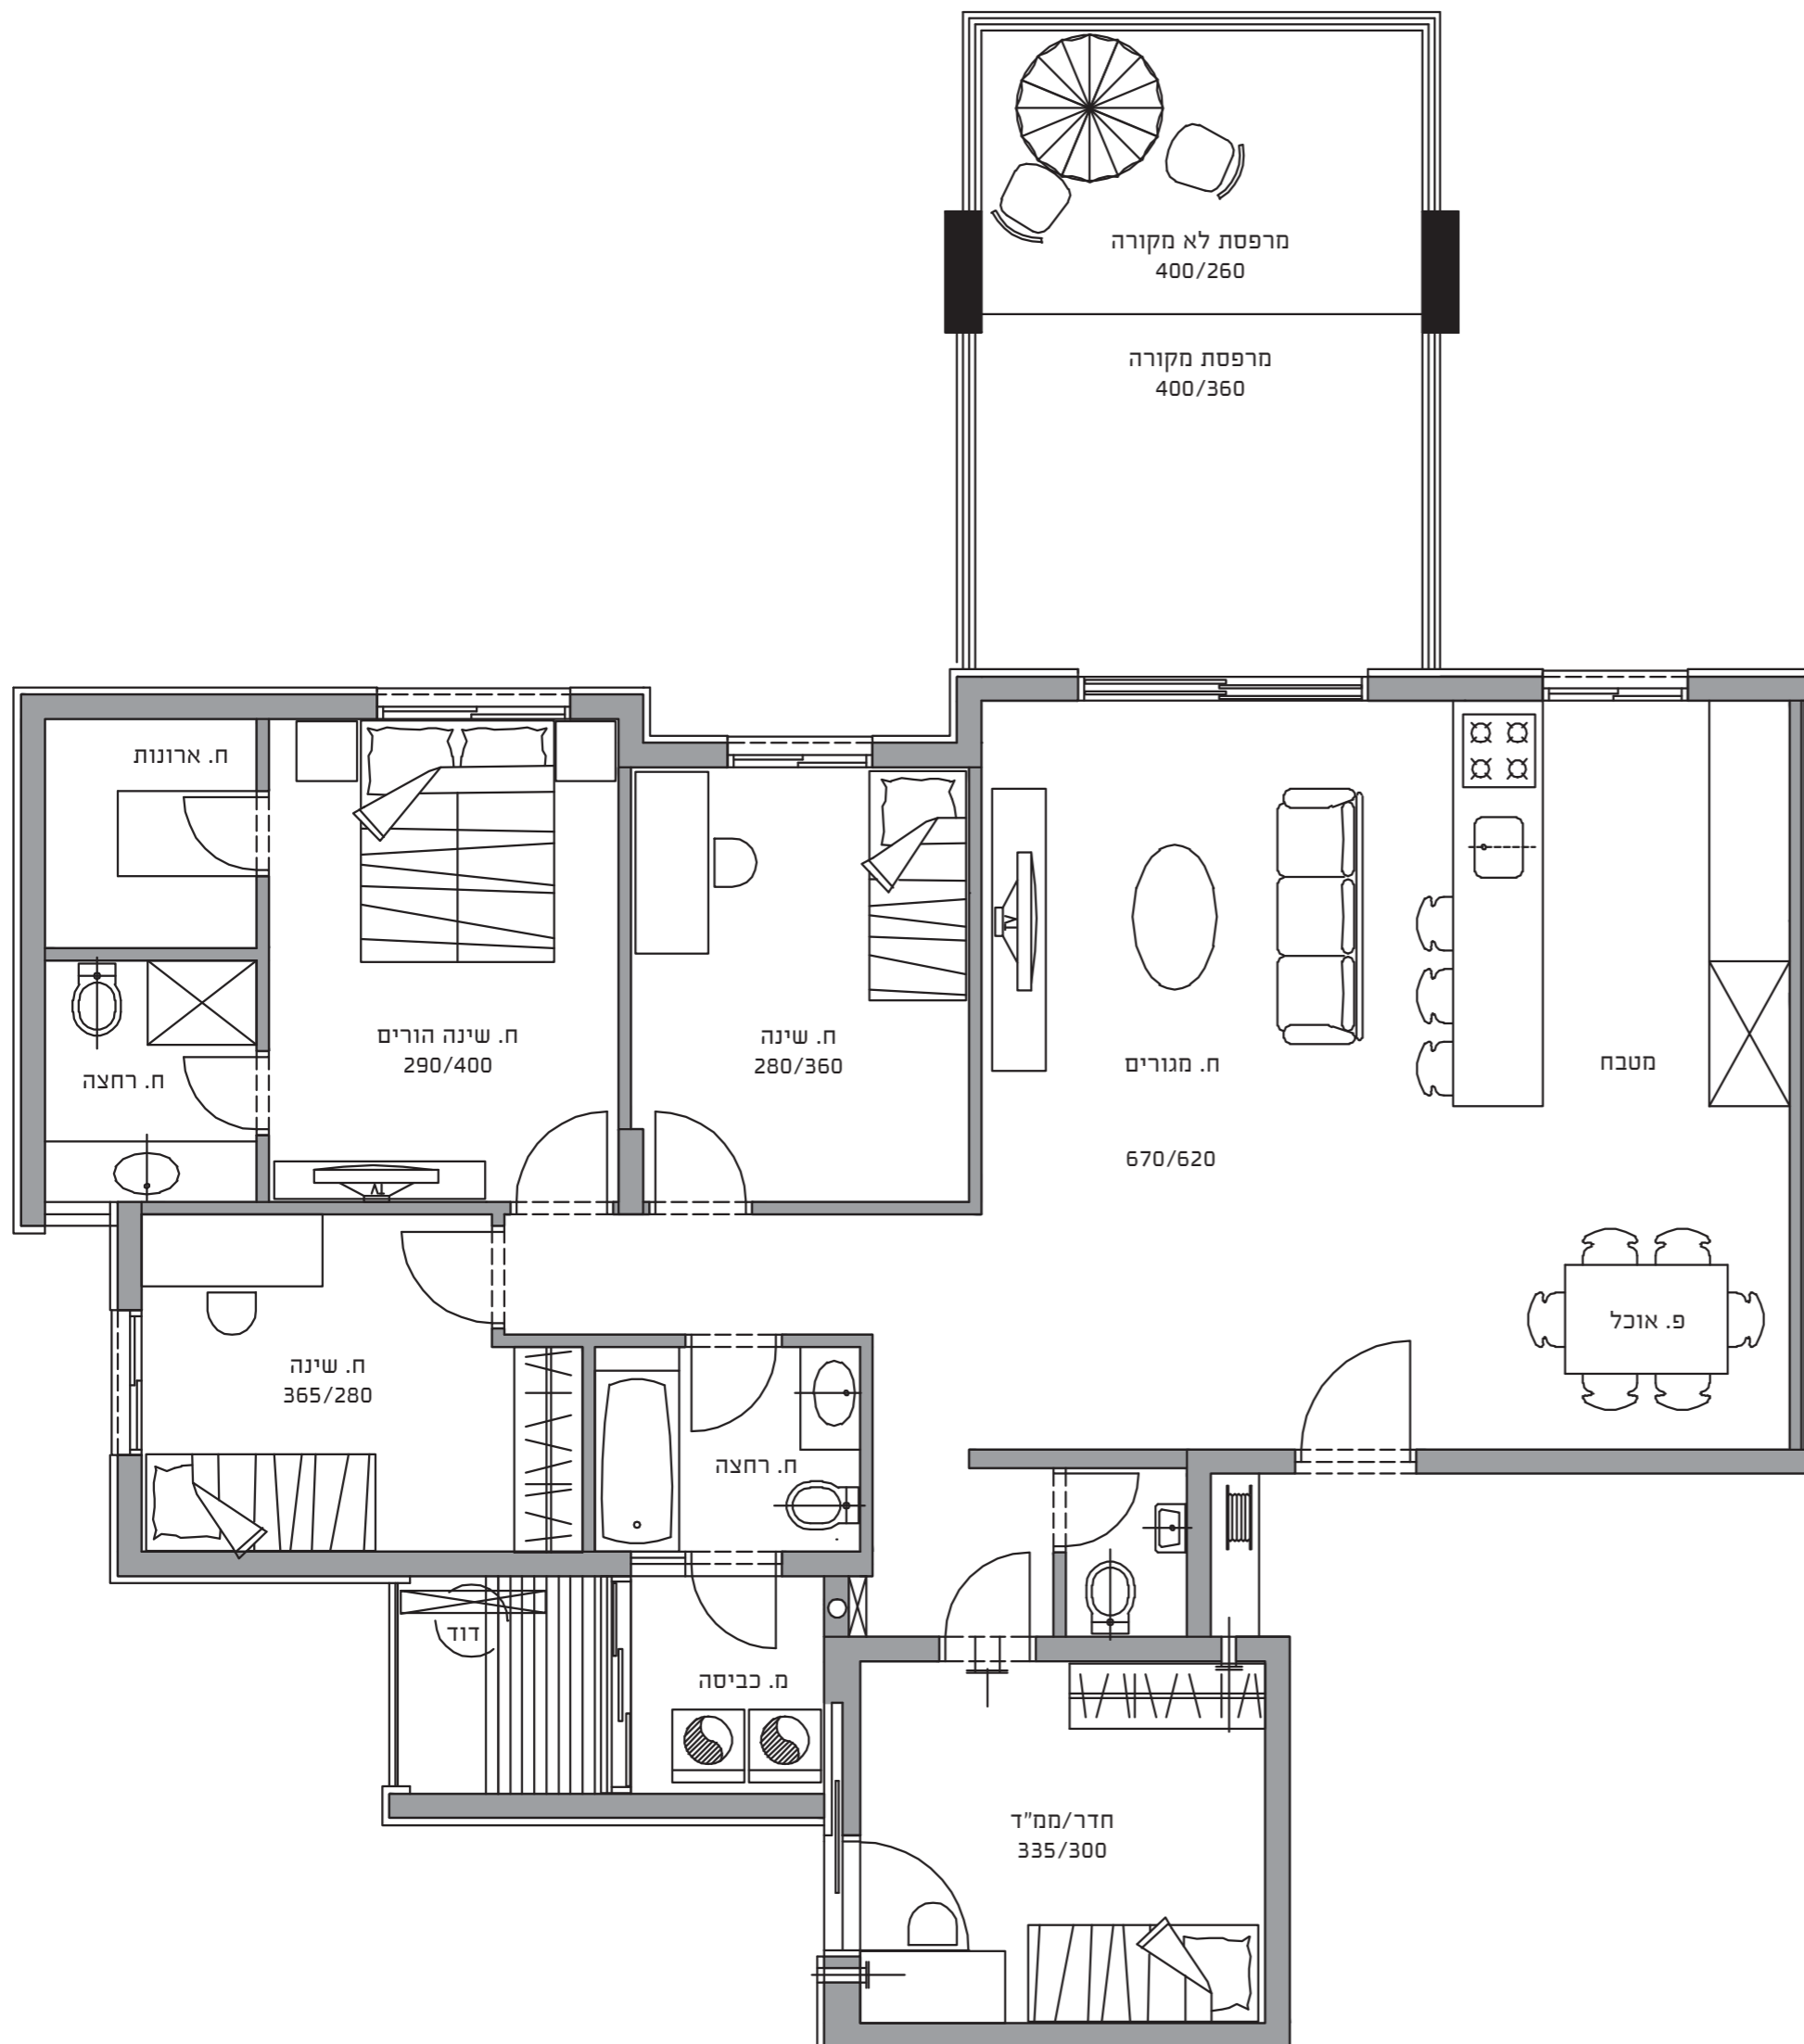 מרפסת לא מקורה
400/260
מרפסת מקורה
400/360
ח. ארונות
ח. שינה הורים
290/400
ח. שינה
280/360
ח. מגורים
670/620
מטבח
ח. רחצה
פ. אוכל
ח. שינה
365/280
ח. רחצה
דוד
מ. כביסה
חדר/ממ"ד
335/300